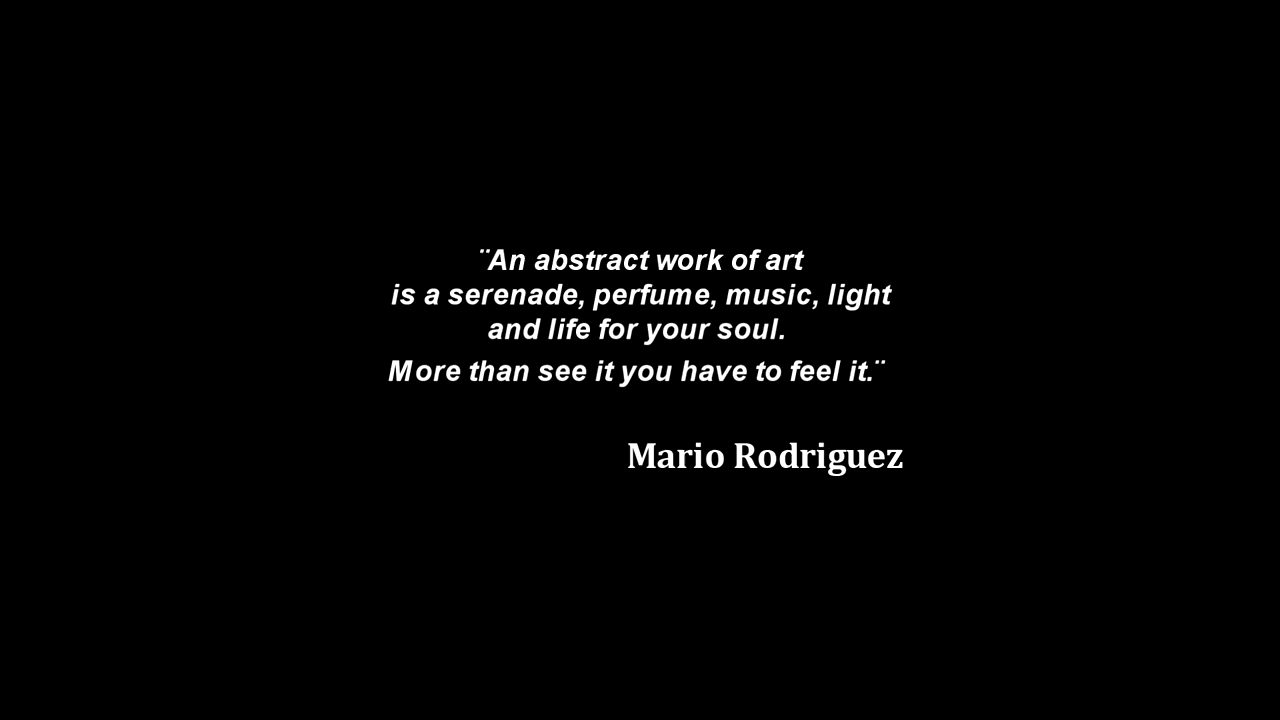 ¨An abstract work of art
is a serenade, perfume, music, light
and life for your soul.
More than see it you have to feel it.¨
Mario Rodriguez